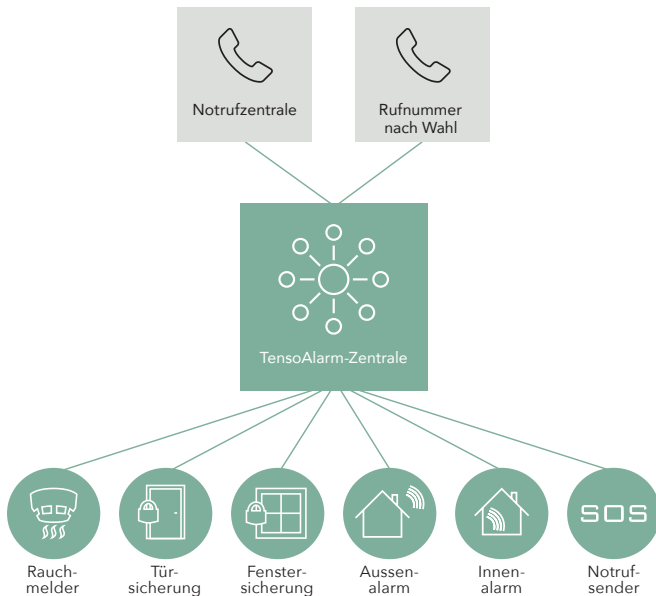 Notrufzentrale
Rufnummer
nach Wahl
TensoAlarm-Zentrale
SOS
Rauch-
melder
Tür-
sicherung
Fenster-
sicherung
Aussen-
alarm
Innen-
alarm
Notruf-
sender